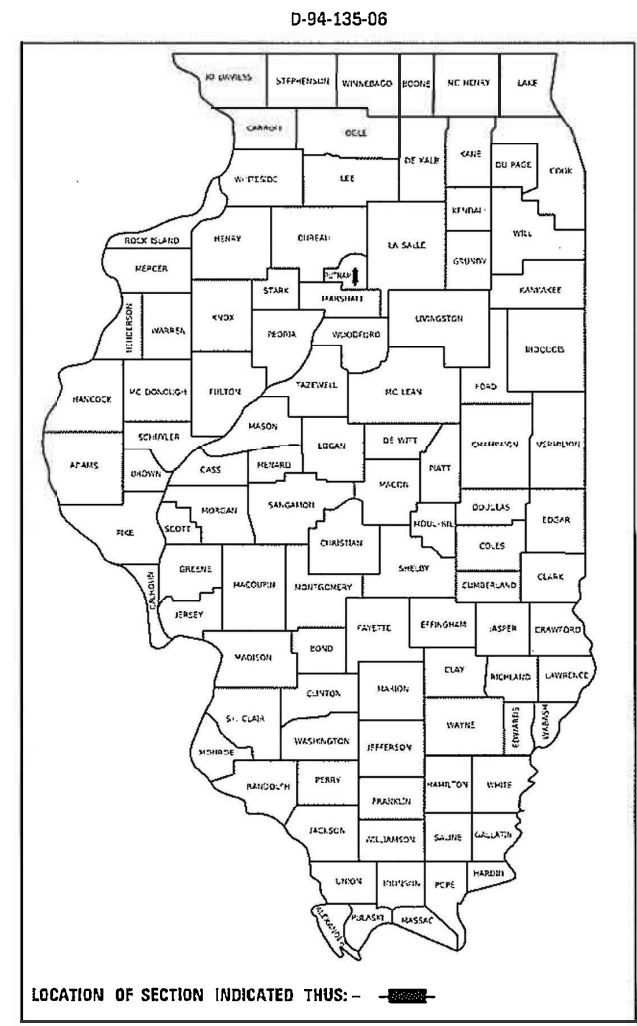 D-94-135-06
JO DAVIESS STEPHENSON WINNEBAGO BOONE MC HENRY LAKE
CARROLL OGLE
DE KALB KANE DU PAGE COOK
WHITESIDE LEE
KENDALL
ROCK ISLAND HENRY BUREAU LA SALLE WILL
MERCER PUTNAM GRUNDY
STARK MARSHALL KANKAKEE
HENDERSON WARREN KNOX PEORIA WOODFORD LIVINGSTON IROQUOIS
HANCOCK MC DONOUGH FULTON TAZEWELL MC LEAN FORD
SCHUYLER MASON
ADAMS BROWN CASS MENARD LOGAN DE WITT PIATT CHAMPAIGN VERMILION
MACON
PIKE SCOTT MORGAN SANGAMON MOULTRIE DOUGLAS EDGAR
CHRISTIAN COLES
CALHOUN GREENE MACOUPIN MONTGOMERY SHELBY CUMBERLAND CLARK
JERSEY
MADISON BOND FAYETTE EFFINGHAM JASPER CRAWFORD
CLINTON MARION CLAY RICHLAND LAWRENCE
ST. CLAIR WAYNE EDWARDS WABASH
MONROE WASHINGTON JEFFERSON
RANDOLPH PERRY HAMILTON WHITE
FRANKLIN
JACKSON WILLIAMSON SALINE GALLATIN
UNION JOHNSON POPE HARDIN
ALEXANDER PULASKI MASSAC
LOCATION OF SECTION INDICATED THUS: -